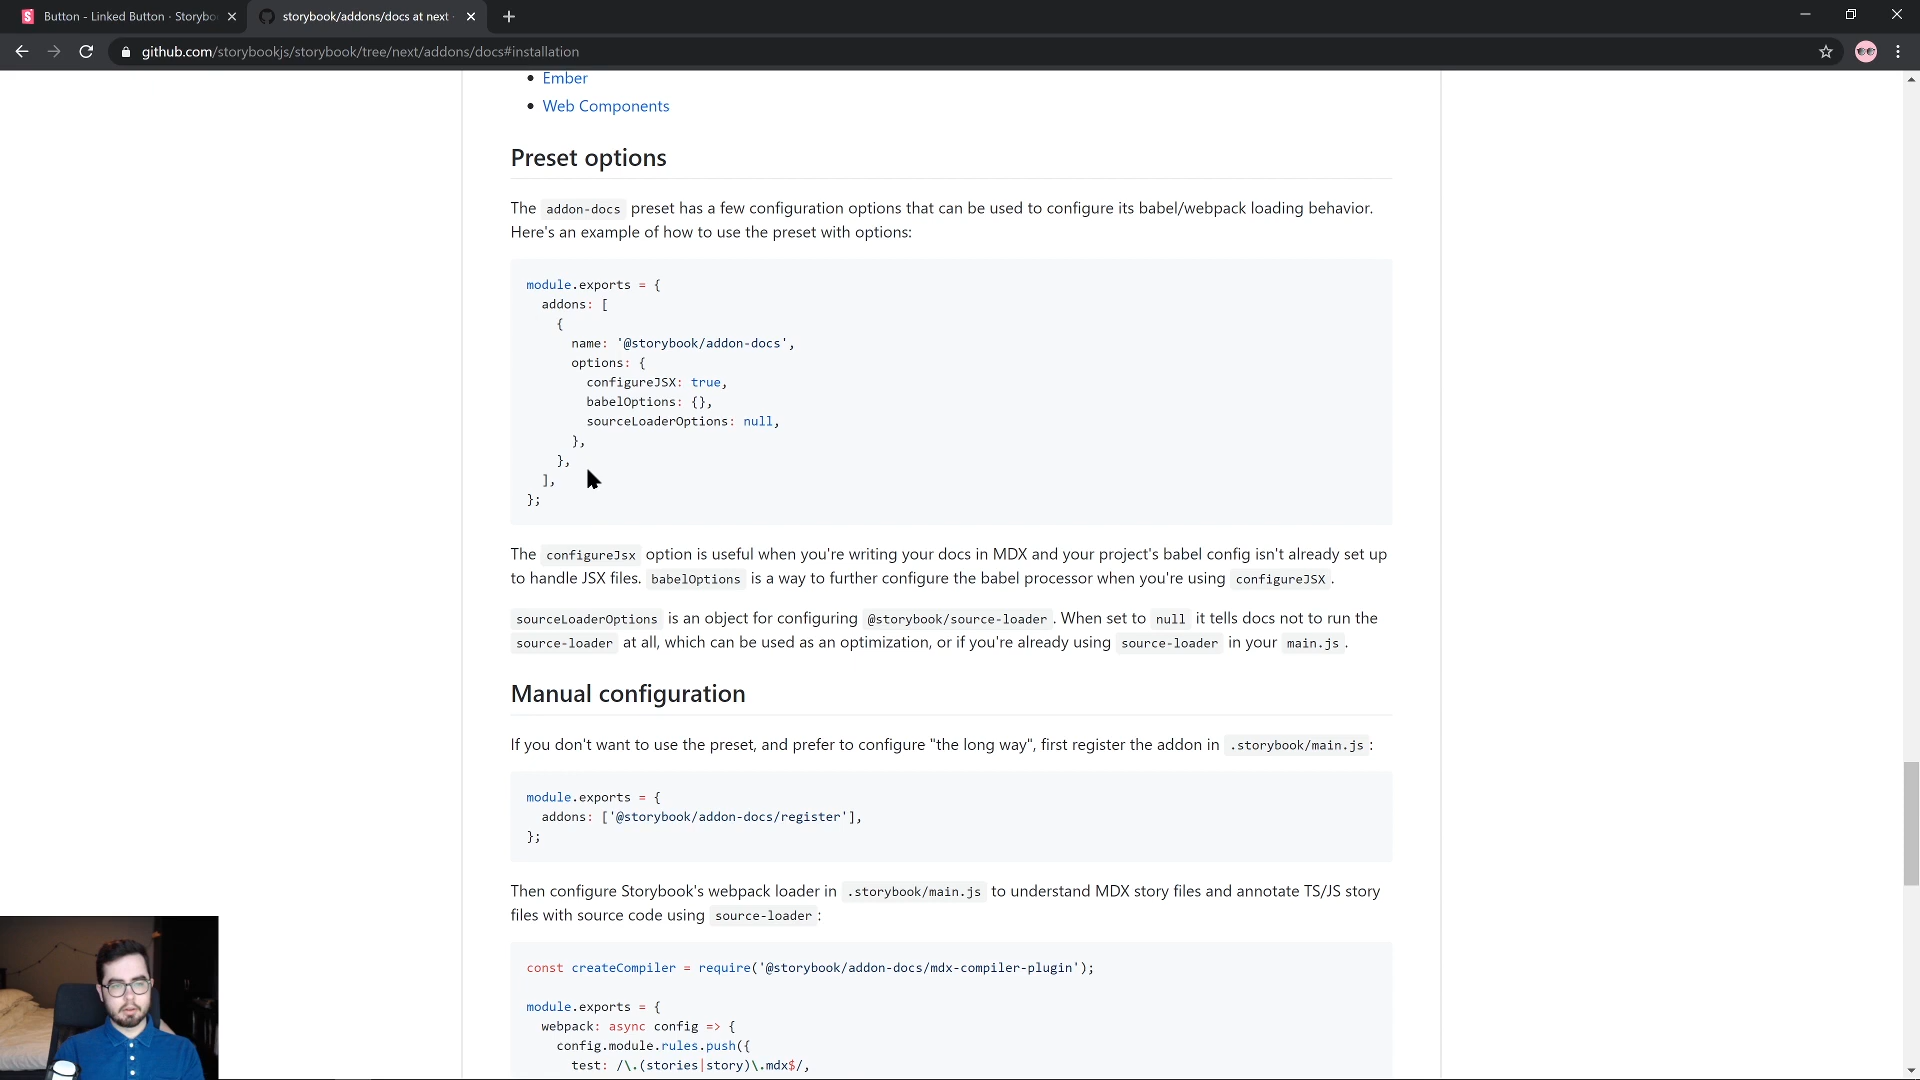 Button - Linked Button · Storybo
storybook/addons/docs at next ·
github.com/storybookjs/storybook/tree/next/addons/docs#installation
Ember
Web Components
Preset options
The addon-docs preset has a few configuration options that can be used to configure its babel/webpack loading behavior.
Here's an example of how to use the preset with options:
module.exports = {
addons: [
{
name: '@storybook/addon-docs',
options: {
configureJSX: true,
babelOptions: {},
sourceLoaderOptions: null,
},
},
],
};
The configureJsx option is useful when you're writing your docs in MDX and your project's babel config isn't already set up
to handle JSX files. babelOptions is a way to further configure the babel processor when you're using configureJSX .
sourceLoaderOptions is an object for configuring @storybook/source-loader . When set to null it tells docs not to run the
source-loader at all, which can be used as an optimization, or if you're already using source-loader in your main.js .
Manual configuration
If you don't want to use the preset, and prefer to configure "the long way", first register the addon in .storybook/main.js :
module.exports = {
addons: ['@storybook/addon-docs/register'],
};
Then configure Storybook's webpack loader in .storybook/main.js to understand MDX story files and annotate TS/JS story
files with source code using source-loader :
const createCompiler = require('@storybook/addon-docs/mdx-compiler-plugin');
module.exports = {
webpack: async config => {
config.module.rules.push({
test: /\.(stories|story)\.mdx$/,